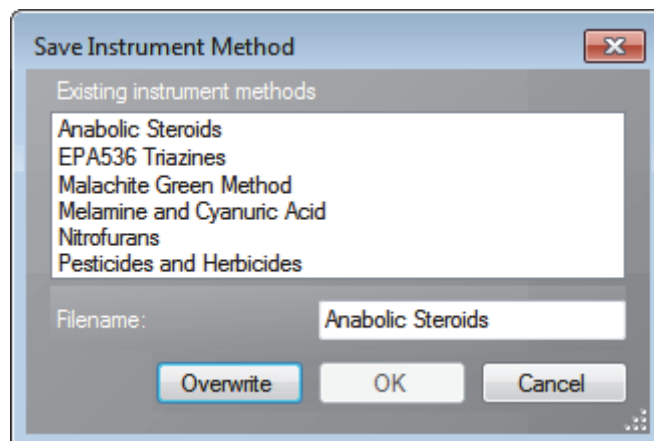 Save Instrument Method
Existing instrument methods
Anabolic Steroids
EPA536 Triazines
Malachite Green Method
Melamine and Cyanuric Acid
Nitrofurans
Pesticides and Herbicides
Filename: Anabolic Steroids
Overwrite OK Cancel